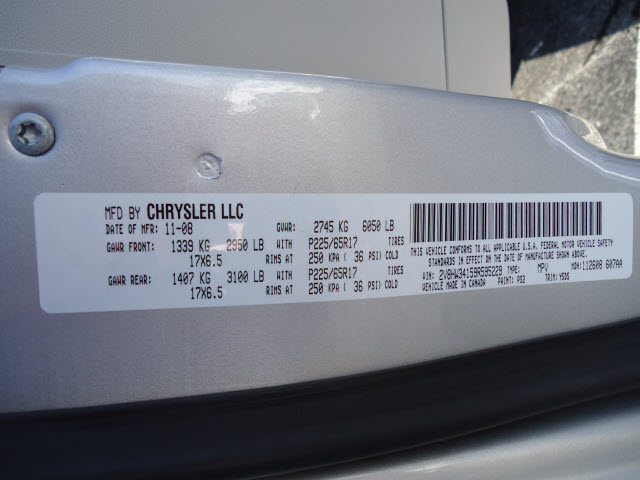 MFD BY CHRYSLER LLC
DATE OF MFR: 11-08 GVWR: 2745 KG 6050 LB
GAWR FRONT: 1339 KG 2950 LB WITH P225/65R17 TIRES
17X6.5 RIMS AT 250 KPA ( 36 PSI) COLD
GAWR REAR: 1407 KG 3100 LB WITH P225/65R17 TIRES
17X6.5 RIMS AT 250 KPA ( 36 PSI) COLD
THIS VEHICLE CONFORMS TO ALL APPLICABLE U.S.A. FEDERAL MOTOR VEHICLE SAFETY
STANDARDS IN EFFECT ON THE DATE OF MANUFACTURE SHOWN ABOVE.
VIN: 2V8HW34159R595229 TYPE: MPV MDH: 112608 607AA
VEHICLE MADE IN CANADA PAINT: PS2 TRIM: